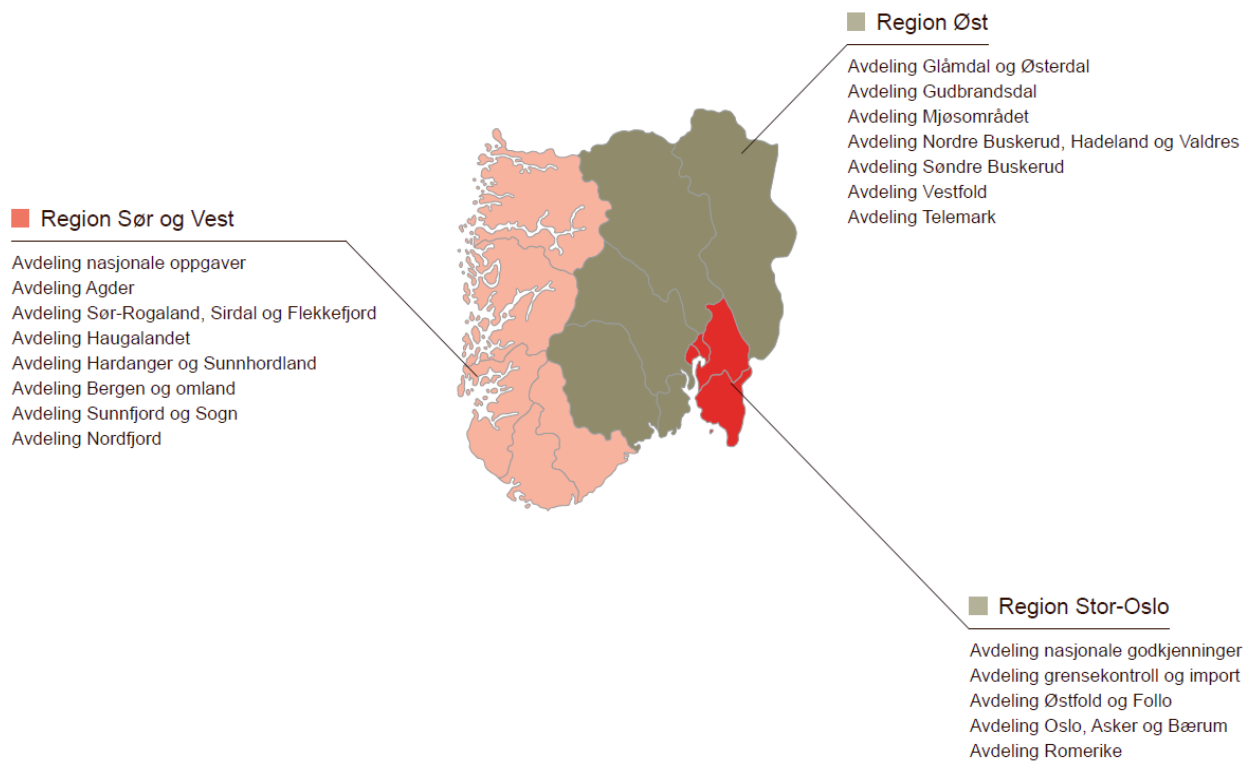 Region Øst
Avdeling Glåmdal og Østerdal
Avdeling Gudbrandsdal
Avdeling Mjøsområdet
Avdeling Nordre Buskerud, Hadeland og Valdres
Avdeling Søndre Buskerud
Avdeling Vestfold
Avdeling Telemark
Region Sør og Vest
Avdeling nasjonale oppgaver
Avdeling Agder
Avdeling Sør-Rogaland, Sirdal og Flekkefjord
Avdeling Haugalandet
Avdeling Hardanger og Sunnhordland
Avdeling Bergen og omland
Avdeling Sunnfjord og Sogn
Avdeling Nordfjord
Region Stor-Oslo
Avdeling nasjonale godkjenninger
Avdeling grensekontroll og import
Avdeling Østfold og Follo
Avdeling Oslo, Asker og Bærum
Avdeling Romerike